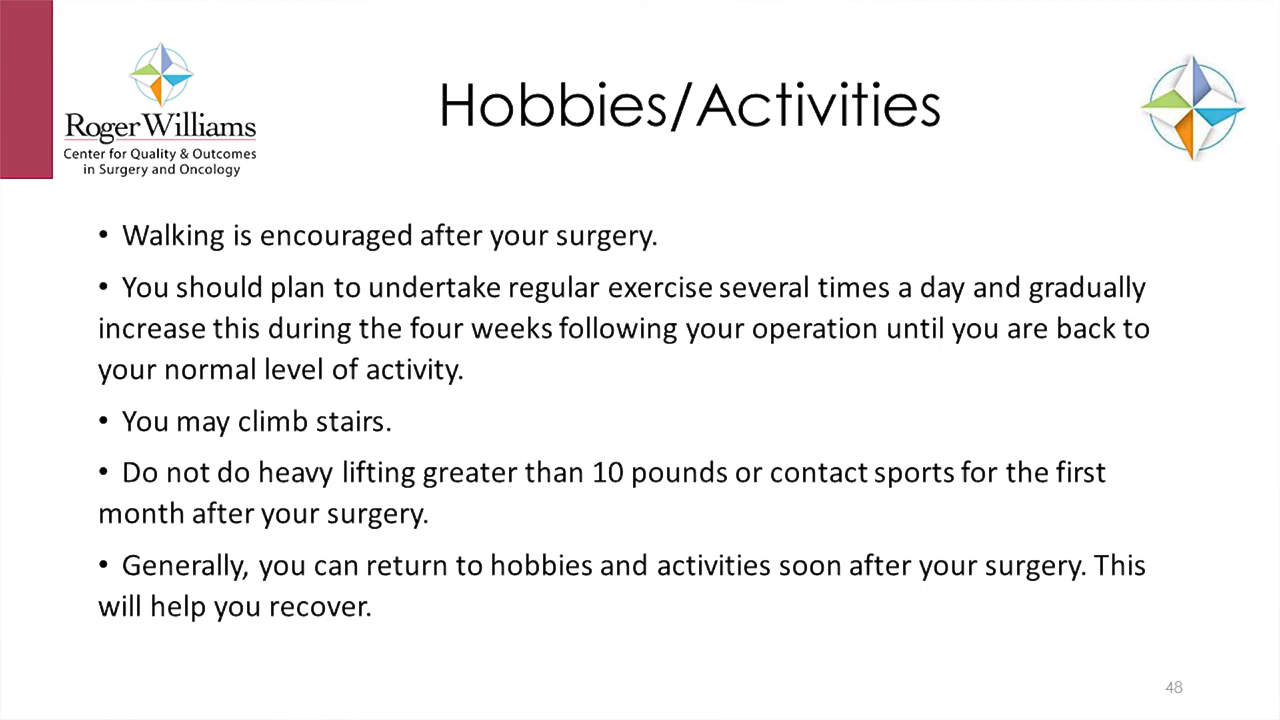 Roger Williams
Center for Quality & Outcomes
in Surgery and Oncology
Hobbies/Activities
• Walking is encouraged after your surgery.
• You should plan to undertake regular exercise several times a day and gradually
increase this during the four weeks following your operation until you are back to
your normal level of activity.
• You may climb stairs.
• Do not do heavy lifting greater than 10 pounds or contact sports for the first
month after your surgery.
• Generally, you can return to hobbies and activities soon after your surgery. This
will help you recover.
48